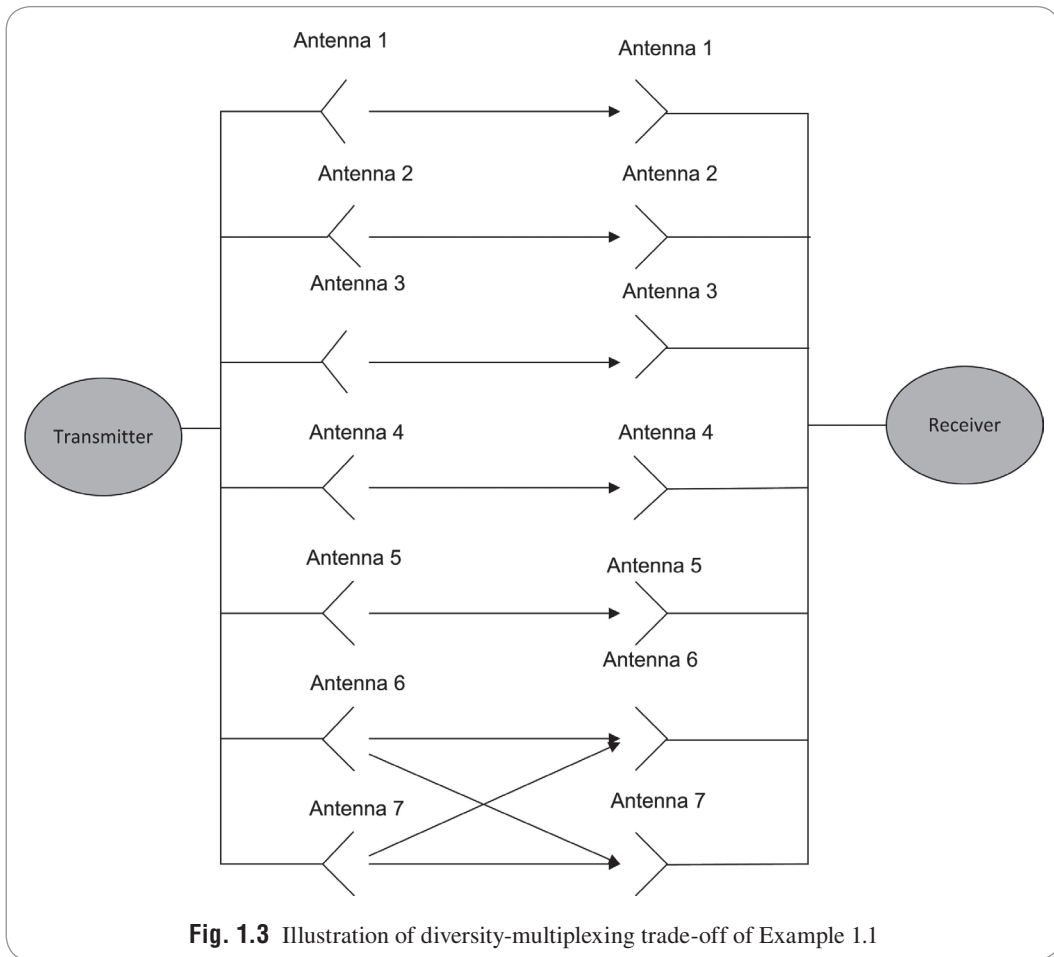 Antenna 1
Antenna 1
Antenna 2
Antenna 2
Antenna 3
Antenna 3
Transmitter
Receiver
Antenna 4
Antenna 4
Antenna 5
Antenna 5
Antenna 6
Antenna 6
Antenna 7
Antenna 7
Fig. 1.3 Illustration of diversity-multiplexing trade-off of Example 1.1